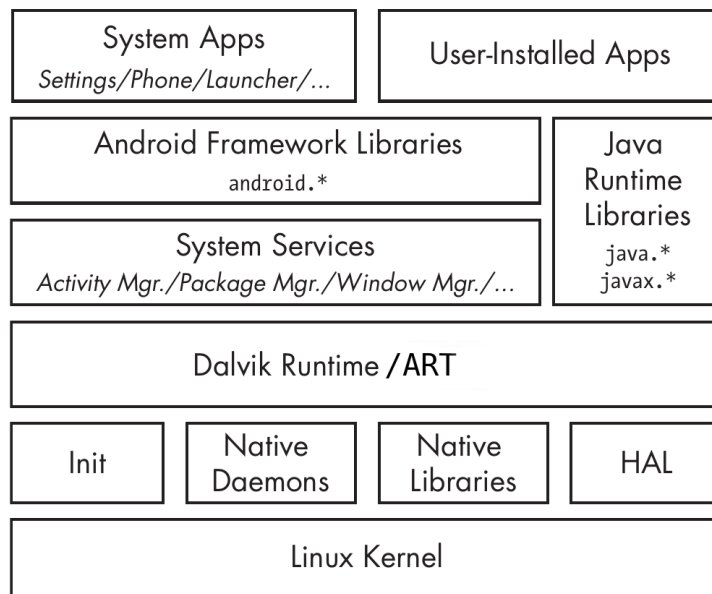 System Apps
Settings/Phone/Launcher/...
User-Installed Apps
Android Framework Libraries
android.*
Java
Runtime
Libraries
java.*
javax.*
System Services
Activity Mgr./Package Mgr./Window Mgr./...
Dalvik Runtime /ART
Init
Native
Daemons
Native
Libraries
HAL
Linux Kernel